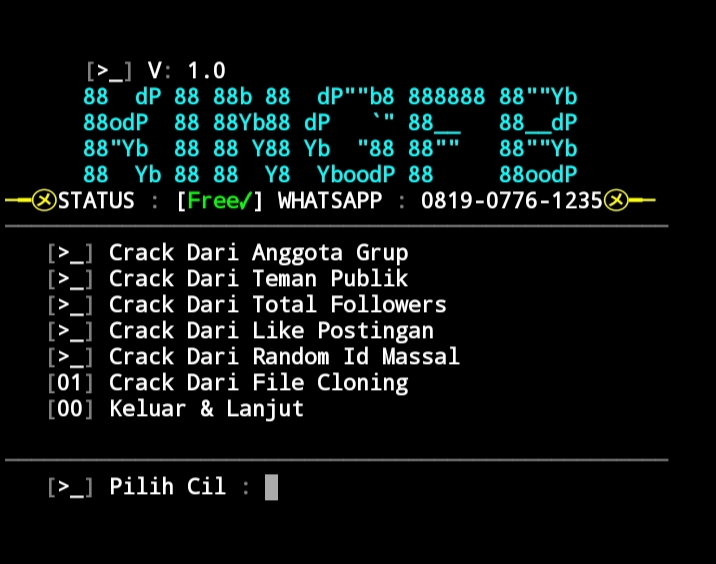 [>_] V: 1.0
88  dP 88 88b 88  dP""b8 888888 88""Yb
88odP  88 88Yb88 dP   `" 88__   88__dP
88"Yb  88 88 Y88 Yb  "88 88""   88""Yb
88  Yb 88 88  Y8  YboodP 88     88oodP
STATUS : [Free✓] WHATSAPP : 0819-0776-1235
[>_] Crack Dari Anggota Grup
[>_] Crack Dari Teman Publik
[>_] Crack Dari Total Followers
[>_] Crack Dari Like Postingan
[>_] Crack Dari Random Id Massal
[01] Crack Dari File Cloning
[00] Keluar & Lanjut
[>_] Pilih Cil :